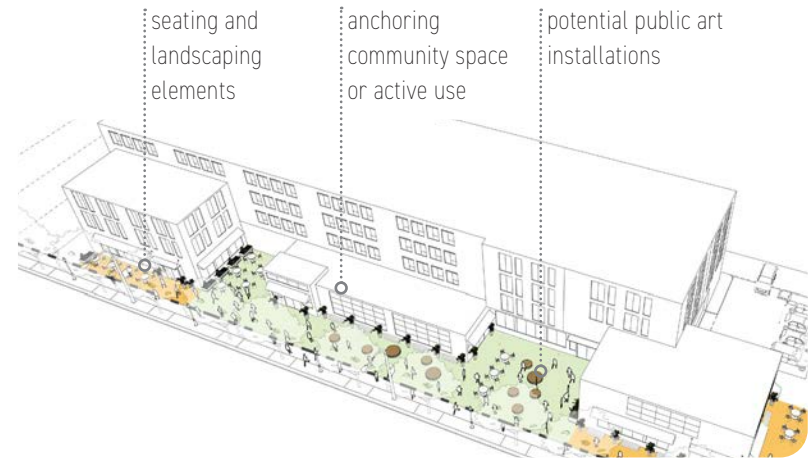 seating and
landscaping
elements
anchoring
community space
or active use
potential public art
installations